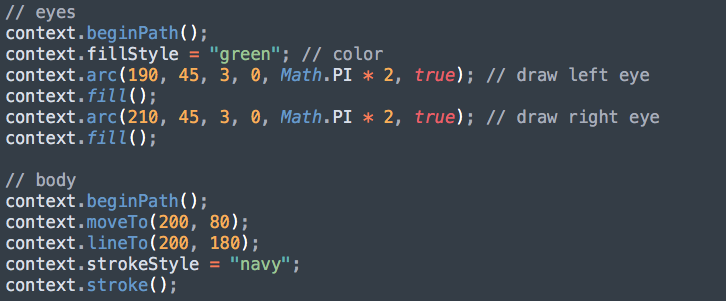 // eyes
context.beginPath();
context.fillStyle = "green"; // color
context.arc(190, 45, 3, 0, Math.PI * 2, true); // draw left eye
context.fill();
context.arc(210, 45, 3, 0, Math.PI * 2, true); // draw right eye
context.fill();

// body
context.beginPath();
context.moveTo(200, 80);
context.lineTo(200, 180);
context.strokeStyle = "navy";
context.stroke();